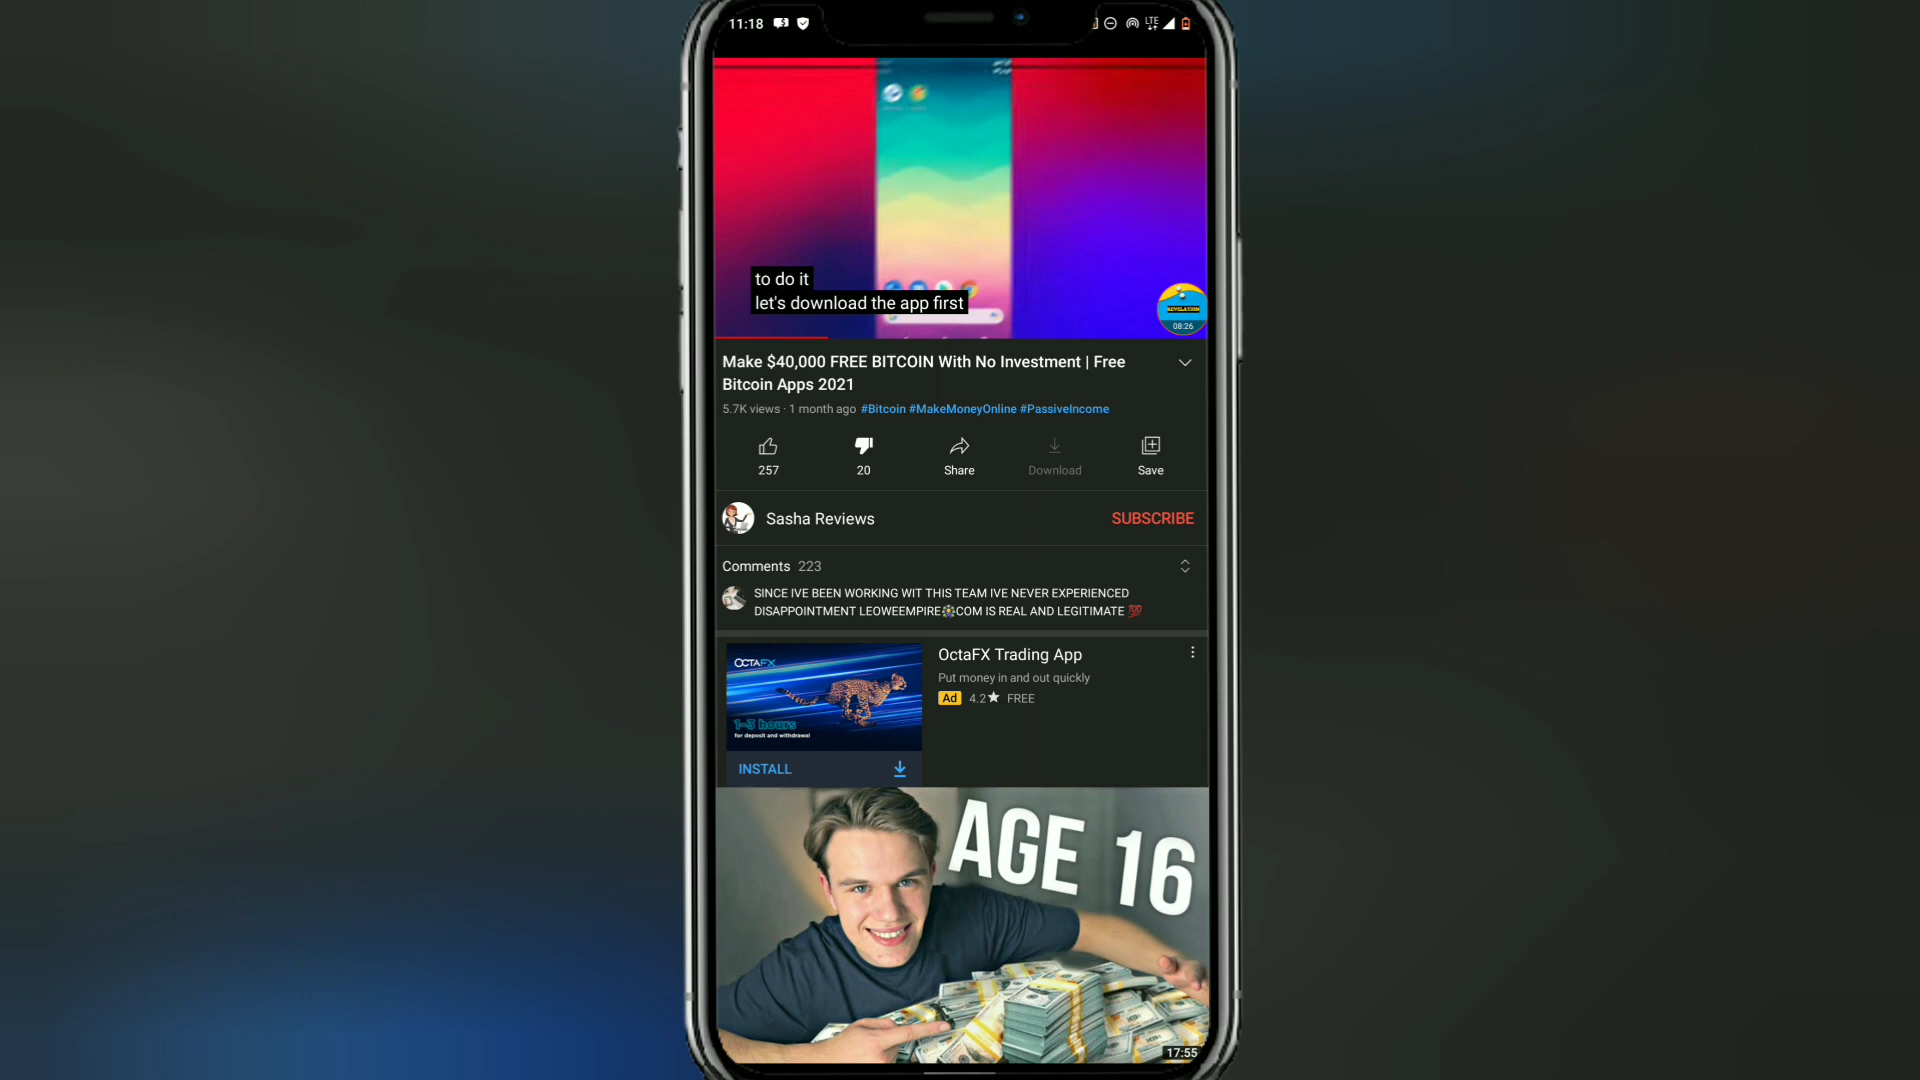 11:18
LTE
to do it
let's download the app first
REVELATION
08:26
Make $40,000 FREE BITCOIN With No Investment | Free
Bitcoin Apps 2021
5.7K views · 1 month ago #Bitcoin #MakeMoneyOnline #PassiveIncome
257
20
Share
Download
Save
Sasha Reviews
SUBSCRIBE
Comments 223
SINCE IVE BEEN WORKING WIT THIS TEAM IVE NEVER EXPERIENCED
DISAPPOINTMENT LEOWEEMPIRE COM IS REAL AND LEGITIMATE 💯
OCTAFX
1–3 hours
for deposit and withdrawal
INSTALL
OctaFX Trading App
Put money in and out quickly
Ad 4.2★ FREE
AGE 16
17:55